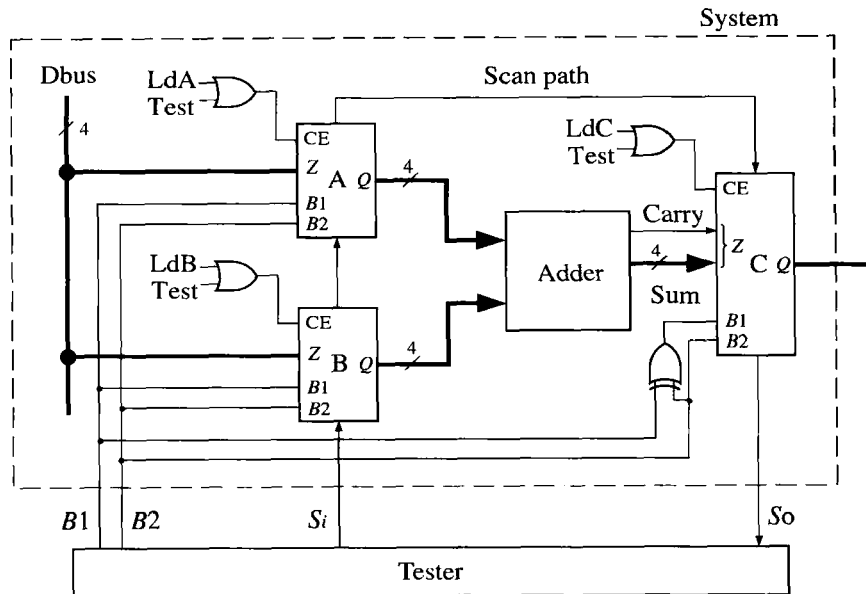 System
Dbus
LdA
Test
Scan path
4
CE
Z
A
Q
4
B1
B2
LdC
Test
CE
Carry
Z
C
Q
4
Sum
B1
B2
Adder
LdB
Test
CE
Z
B
Q
4
B1
B2
B1
B2
Si
So
Tester